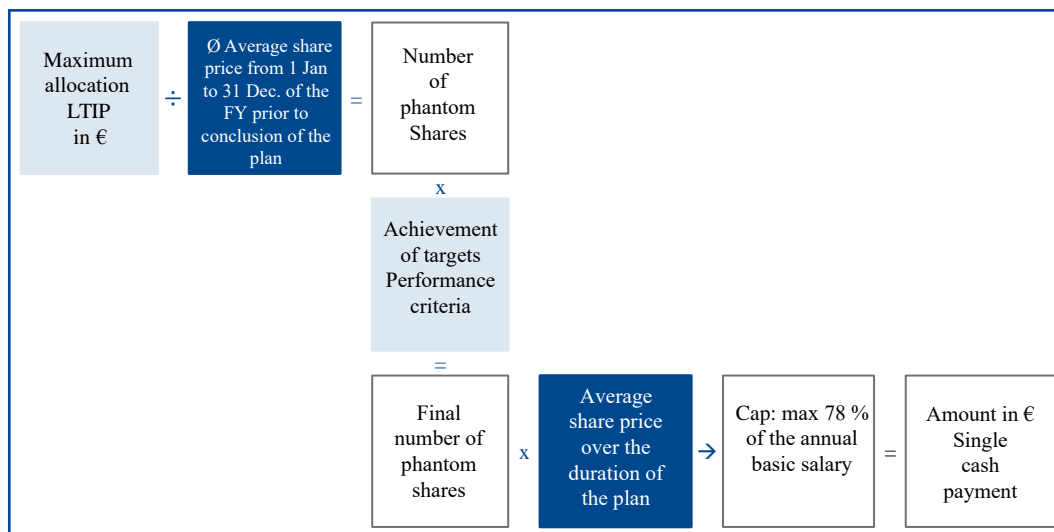 Maximum
allocation
LTIP
in €
÷
Ø Average share
price from 1 Jan
to 31 Dec. of the
FY prior to
conclusion of the
plan
=
Number
of
phantom
Shares
x
Achievement
of targets
Performance
criteria
=
Final
number of
phantom
shares
x
Average
share price
over the
duration of
the plan
→
Cap: max 78 %
of the annual
basic salary
=
Amount in €
Single
cash
payment